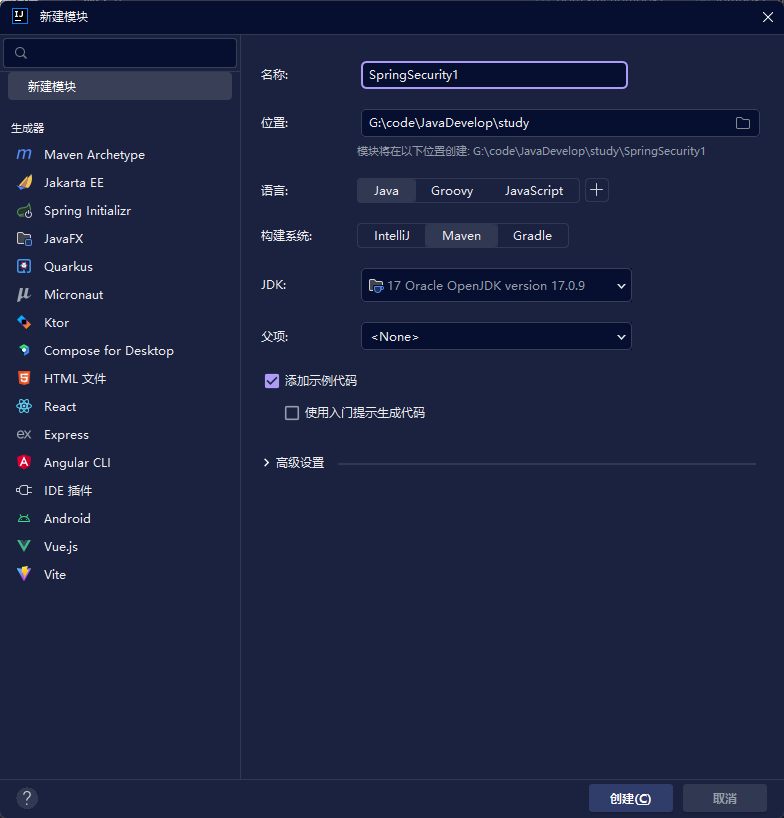 新建模块
新建模块
生成器
Maven Archetype
Jakarta EE
Spring Initializr
JavaFX
Quarkus
Micronaut
Ktor
Compose for Desktop
HTML 文件
React
Express
Angular CLI
IDE 插件
Android
Vue.js
Vite
名称: SpringSecurity1
位置: G:\code\JavaDevelop\study
模块将在以下位置创建: G:\code\JavaDevelop\study\SpringSecurity1
语言: Java Groovy JavaScript
构建系统: IntelliJ Maven Gradle
JDK: 17 Oracle OpenJDK version 17.0.9
父项: <None>
添加示例代码
使用入门提示生成代码
高级设置
? 创建(C) 取消